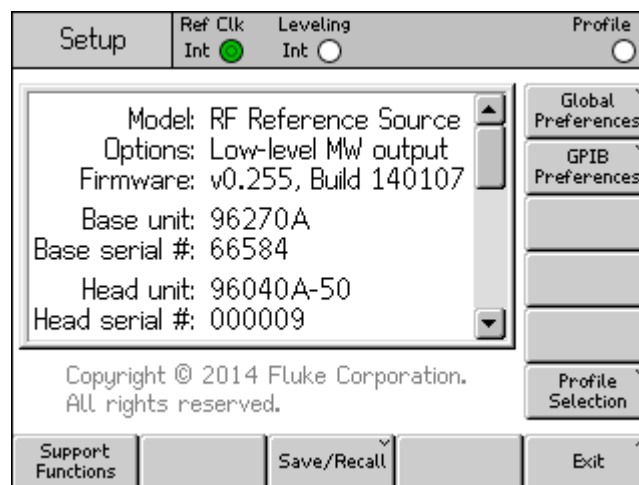 Setup
Ref Clk
Int
Leveling
Int
Profile
Model: RF Reference Source
Options: Low-level MW output
Firmware: v0.255, Build 140107
Base unit: 96270A
Base serial #: 66584
Head unit: 96040A-50
Head serial #: 000009
Copyright © 2014 Fluke Corporation.
All rights reserved.
Global
Preferences
GPIB
Preferences
Profile
Selection
Support
Functions
Save/Recall
Exit